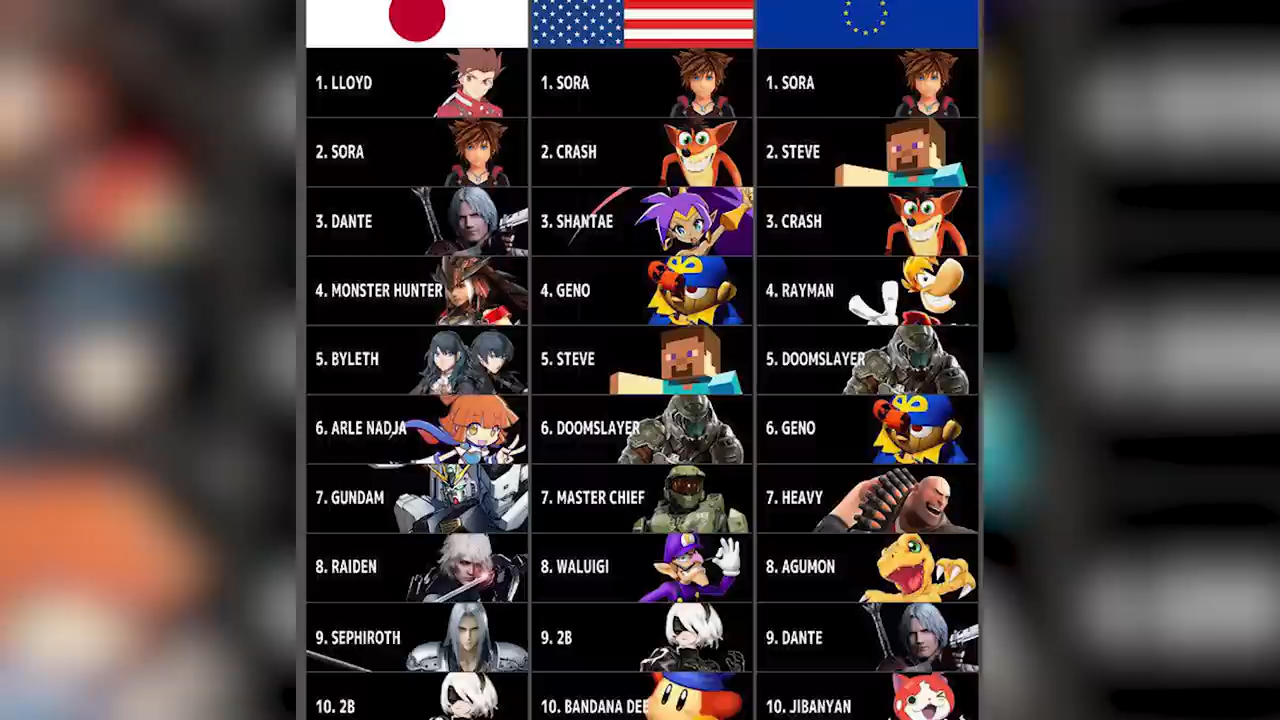 1. LLOYD
2. SORA
3. DANTE
4. MONSTER HUNTER
5. BYLETH
6. ARLE NADJA
7. GUNDAM
8. RAIDEN
9. SEPHIROTH
10. 2B
1. SORA
2. CRASH
3. SHANTAE
4. GENO
5. STEVE
6. DOOMSLAYER
7. MASTER CHIEF
8. WALUIGI
9. 2B
10. BANDANA DEE
1. SORA
2. STEVE
3. CRASH
4. RAYMAN
5. DOOMSLAYER
6. GENO
7. HEAVY
8. AGUMON
9. DANTE
10. JIBANYAN